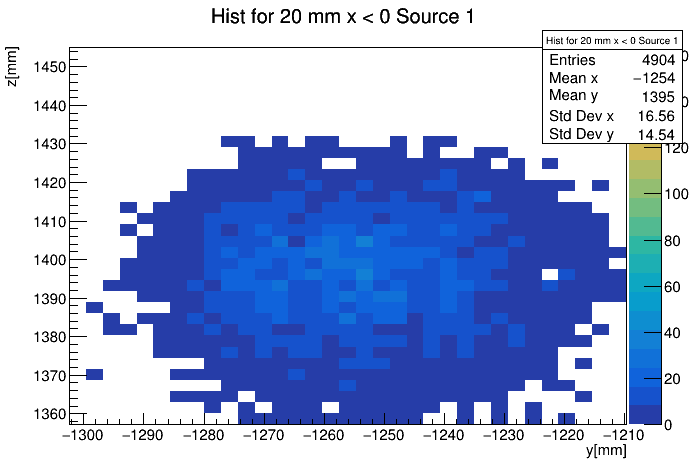 Hist for 20 mm x < 0 Source 1
Hist for 20 mm x < 0 Source 1
Entries 4904
Mean x −1254
Mean y 1395
Std Dev x 16.56
Std Dev y 14.54
z[mm]
1450
1440
1430
1420
1410
1400
1390
1380
1370
1360
120
100
80
60
40
20
0
−1300 −1290 −1280 −1270 −1260 −1250 −1240 −1230 −1220 −1210
y[mm]